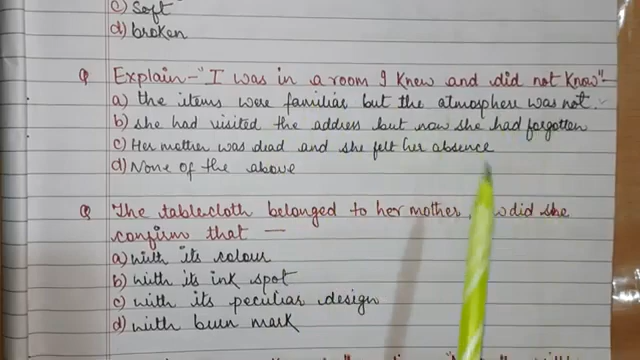 c) Soft
d) broken
Q Explain - "I was in a room I knew and did not know" -
a) the items were familiar but the atmosphere was not.
b) she had visited the address but now she had forgotten
c) Her mother was dead and she felt her absence
d) None of the above
Q The tablecloth belonged to her mother, did she
confirm that —
a) with its colour
b) with its ink spot
c) with its peculiar design
d) with burn mark